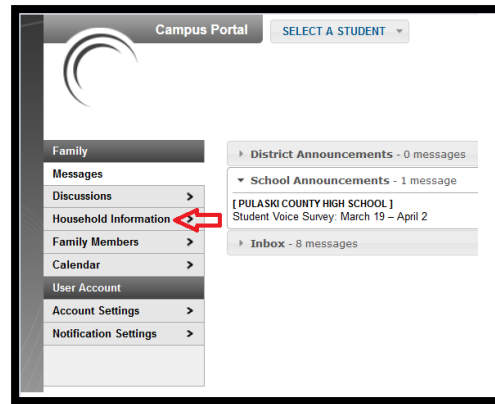 Campus Portal
SELECT A STUDENT
Family
Messages
Discussions
Household Information
Family Members
Calendar
User Account
Account Settings
Notification Settings
District Announcements - 0 messages
School Announcements - 1 message
[ PULASKI COUNTY HIGH SCHOOL ]
Student Voice Survey: March 19 – April 2
Inbox - 8 messages